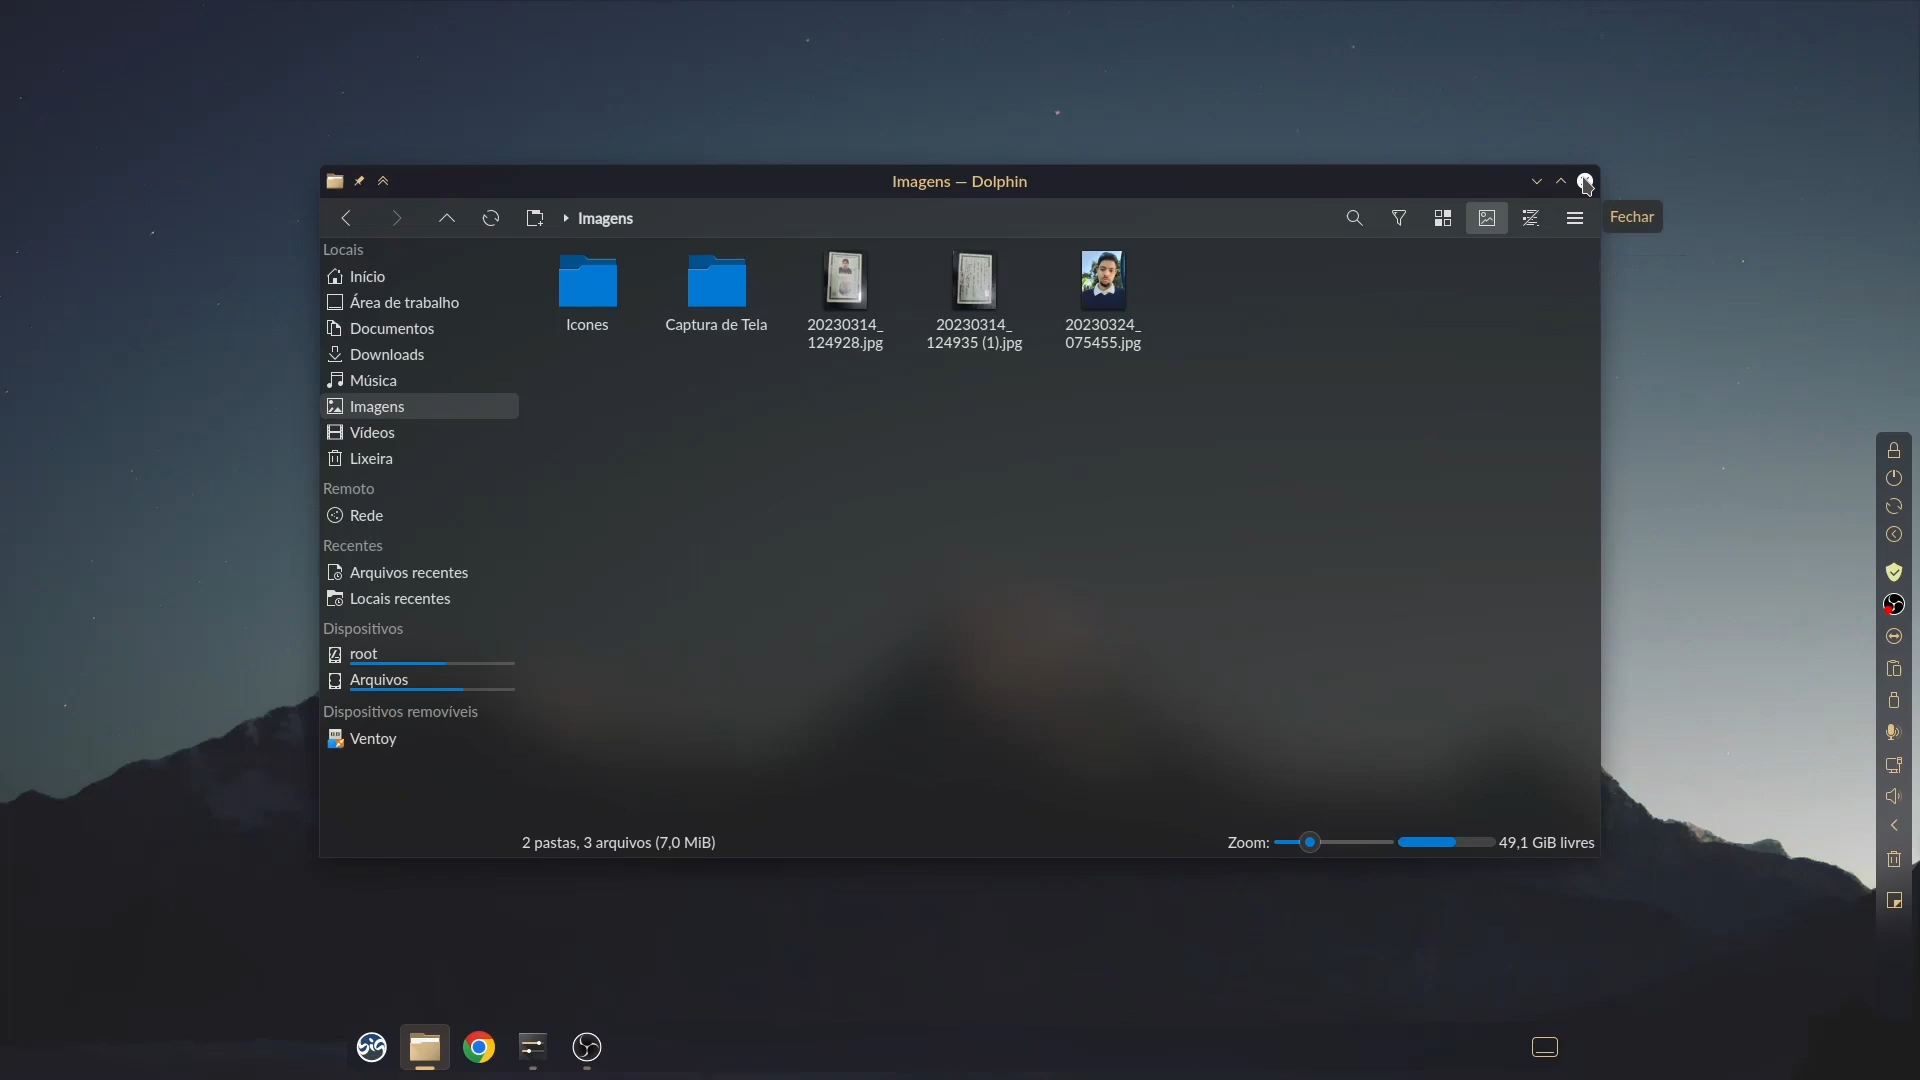 Imagens — Dolphin
Imagens
Fechar
Locais
Início
Área de trabalho
Documentos
Downloads
Música
Imagens
Vídeos
Lixeira
Remoto
Rede
Recentes
Arquivos recentes
Locais recentes
Dispositivos
root
Arquivos
Dispositivos removíveis
Ventoy
Icones
Captura de Tela
20230314_
124928.jpg
20230314_
124935 (1).jpg
20230324_
075455.jpg
2 pastas, 3 arquivos (7,0 MiB)
Zoom:
49,1 GiB livres
big